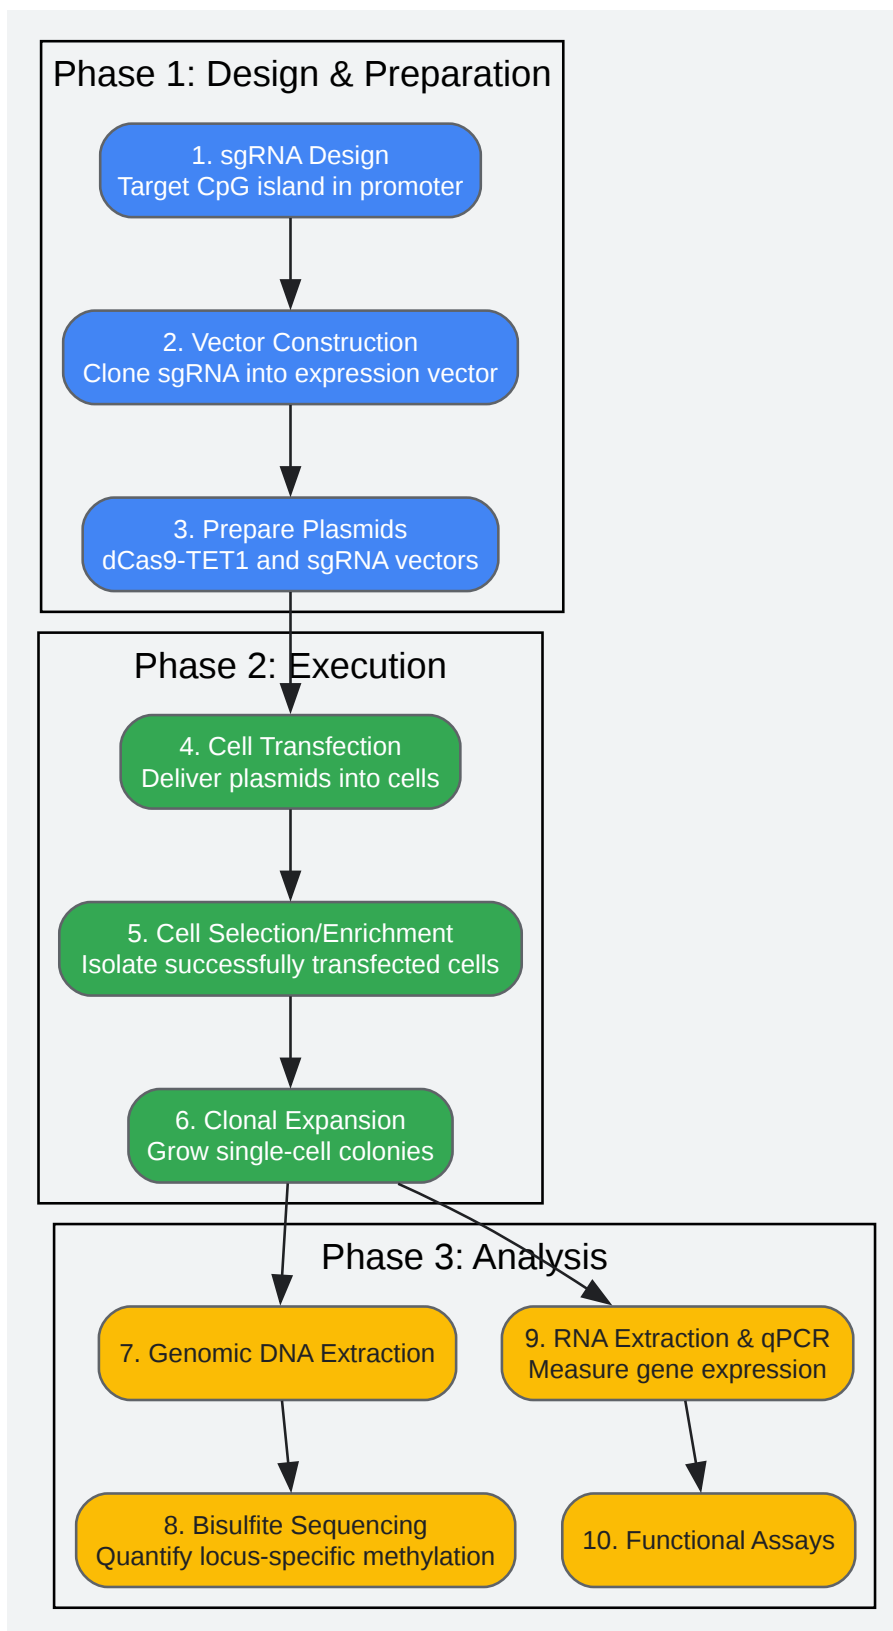 Phase 1: Design & Preparation
1. sgRNA Design
Target CpG island in promoter
2. Vector Construction
Clone sgRNA into expression vector
3. Prepare Plasmids
dCas9-TET1 and sgRNA vectors
Phase 2: Execution
4. Cell Transfection
Deliver plasmids into cells
5. Cell Selection/Enrichment
Isolate successfully transfected cells
6. Clonal Expansion
Grow single-cell colonies
Phase 3: Analysis
7. Genomic DNA Extraction
9. RNA Extraction & qPCR
Measure gene expression
8. Bisulfite Sequencing
Quantify locus-specific methylation
10. Functional Assays